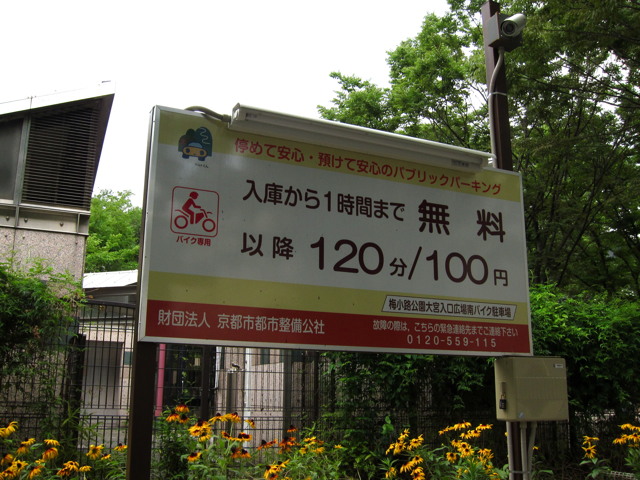 停めて安心・預けて安心のパブリックパーキング
入庫から1時間まで 無料
バイク専用
以降 120分/100円
梅小路公園大宮入口広場南バイク駐車場
財団法人 京都市都市整備公社
故障の際は、こちらの緊急連絡先までご連絡下さい
0120-559-115